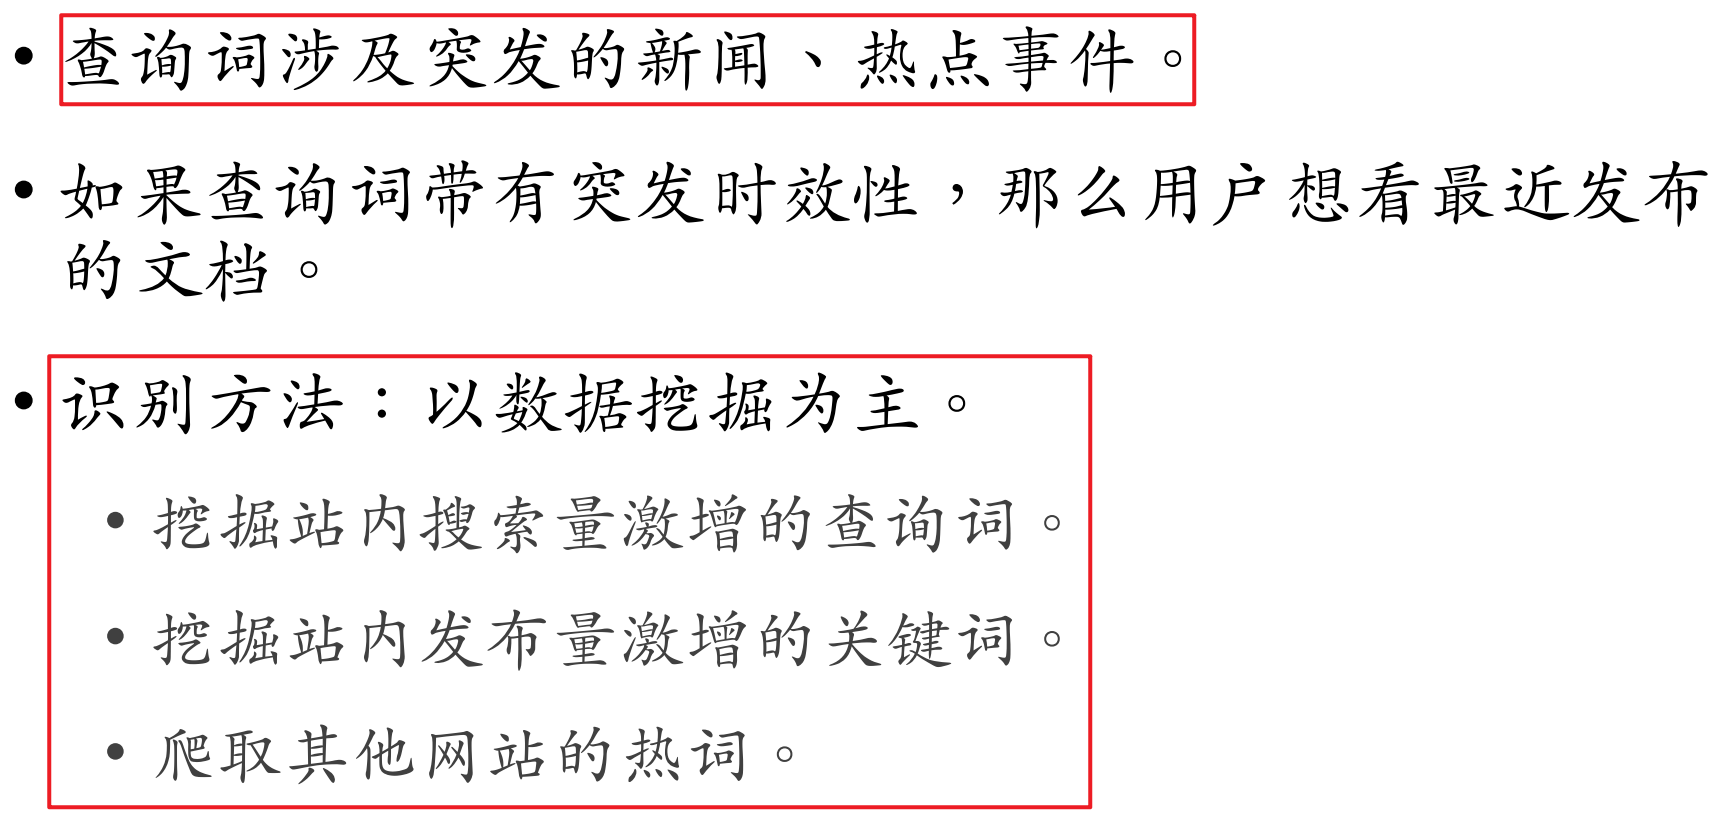 • 查询词涉及突发的新闻、热点事件。
• 如果查询词带有突发时效性，那么用户想看最近发布
的文档。
• 识别方法：以数据挖掘为主。
• 挖掘站内搜索量激增的查询词。
• 挖掘站内发布量激增的关键词。
• 爬取其他网站的热词。